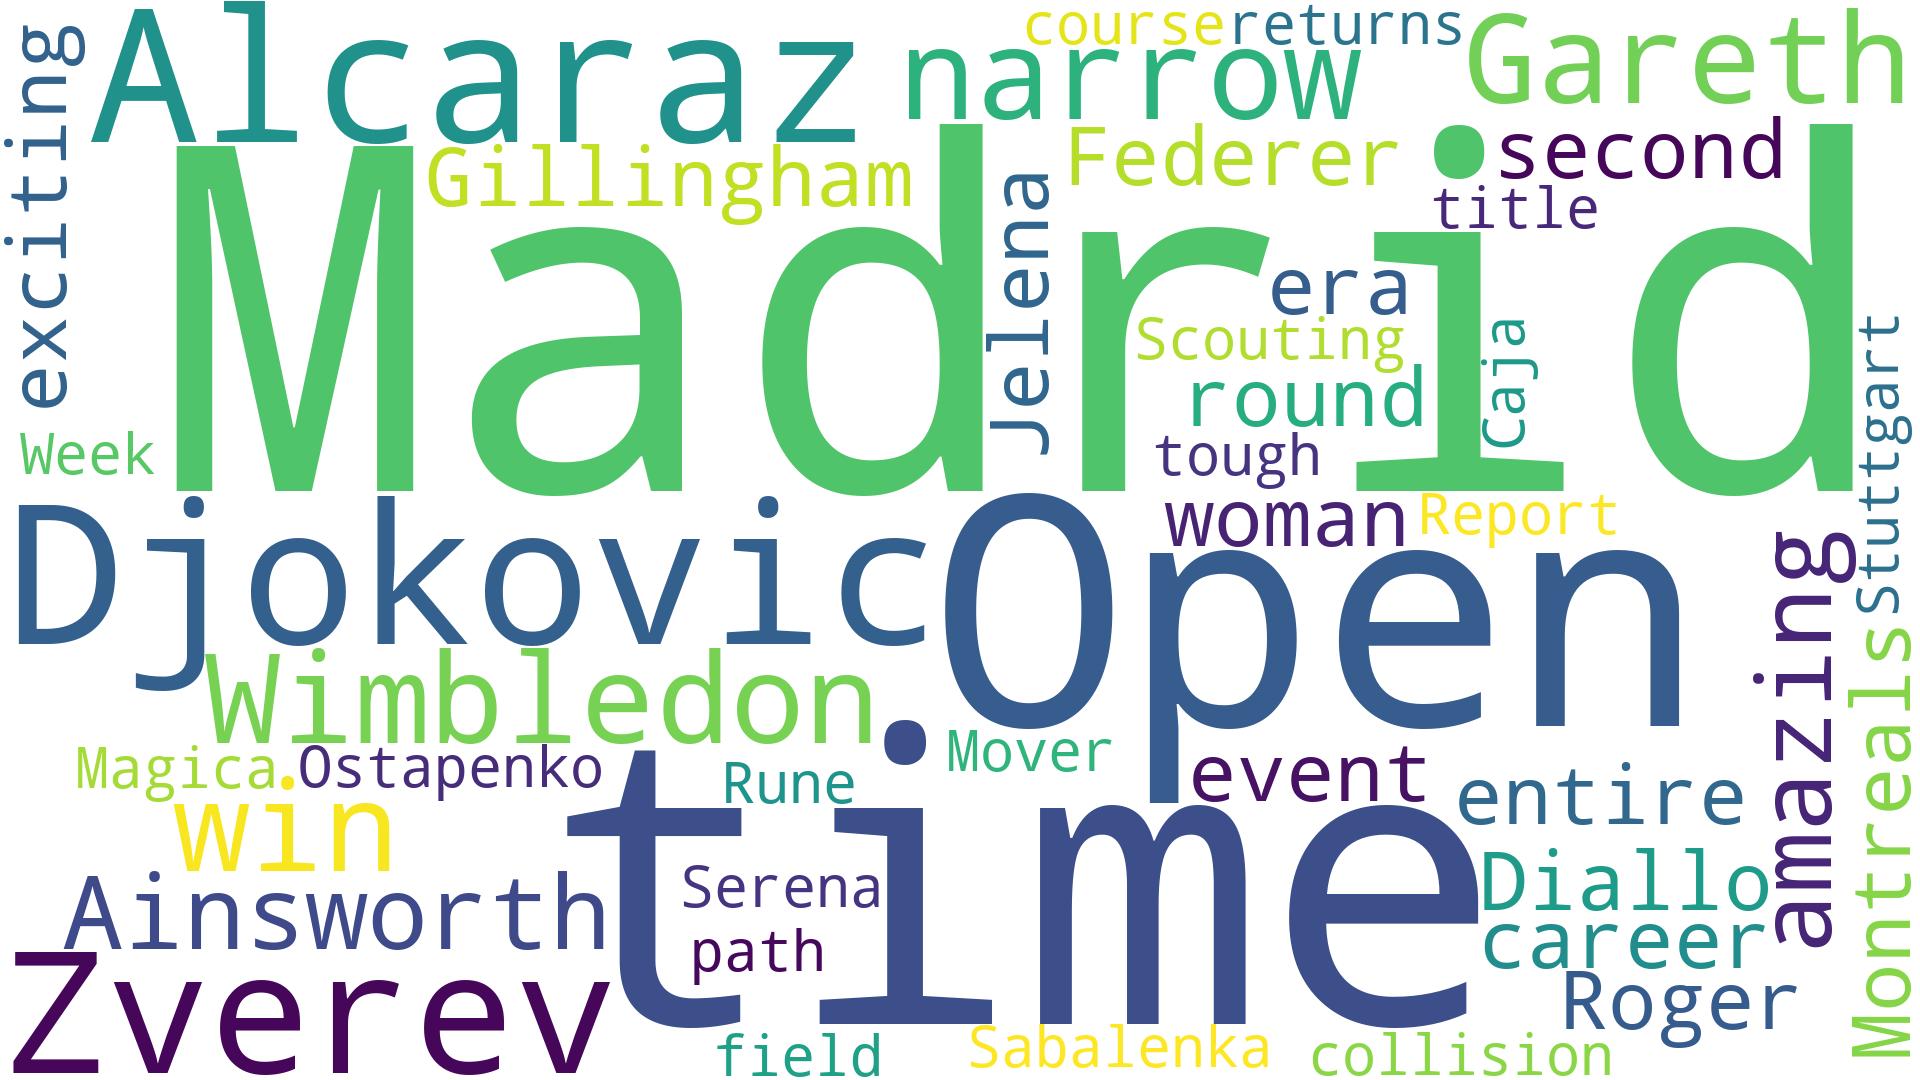 exciting
Alcaraz
course
returns
narrow
Gareth
Gillingham
Federer
second
Madrid
title
Jelena
era
Scouting
Caja
round
Week
tough
Stuttgart
Djokovic
Open
woman
Report
amazing
Wimbledon
Montreals
Magica
Ostapenko
Rune
Mover
event
entire
win
time
Ainsworth
Serena
Diallo
path
career
Zverev
Roger
field
Sabalenka
collision